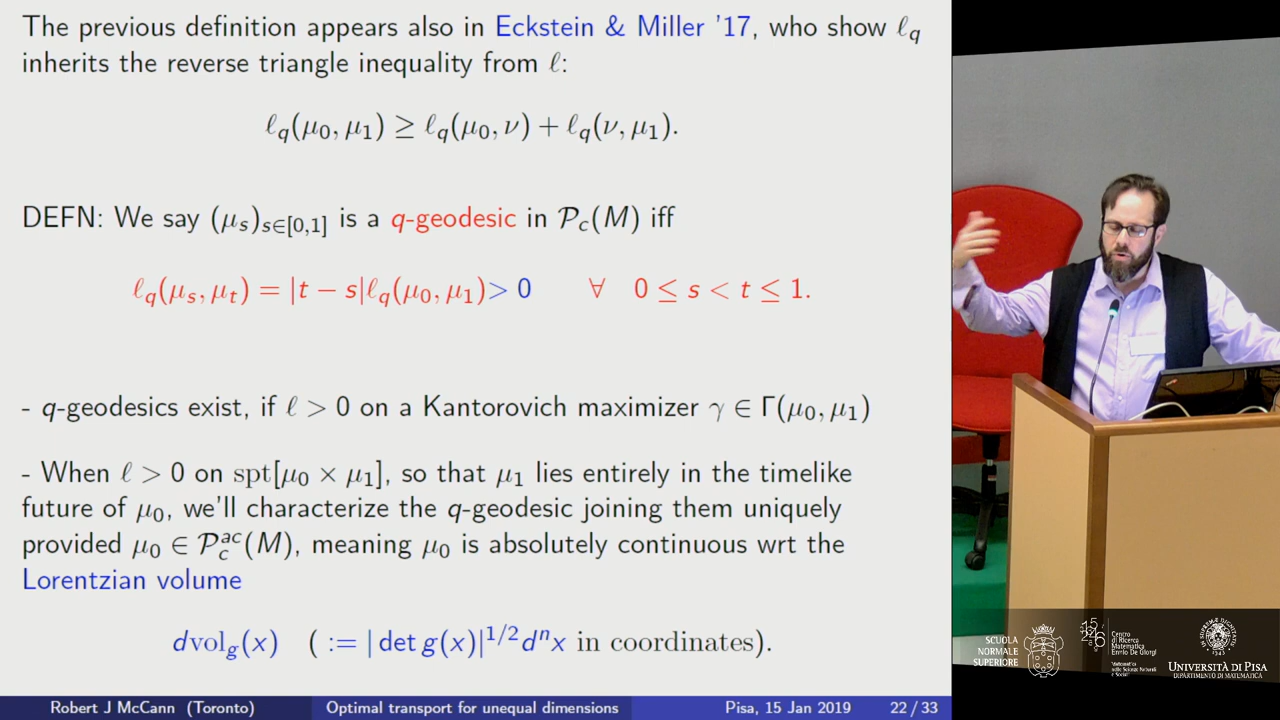 The previous definition appears also in Eckstein & Miller '17, who show ℓ_q
inherits the reverse triangle inequality from ℓ:
ℓ_q(μ_0, μ_1) ≥ ℓ_q(μ_0, ν) + ℓ_q(ν, μ_1).
DEFN: We say (μ_s)_{s∈[0,1]} is a q-geodesic in P_c(M) iff
ℓ_q(μ_s, μ_t) = |t − s|ℓ_q(μ_0, μ_1) > 0 ∀ 0 ≤ s < t ≤ 1.
- q-geodesics exist, if ℓ > 0 on a Kantorovich maximizer γ ∈ Γ(μ_0, μ_1)
- When ℓ > 0 on spt[μ_0 × μ_1], so that μ_1 lies entirely in the timelike
future of μ_0, we'll characterize the q-geodesic joining them uniquely
provided μ_0 ∈ P_c^{ac}(M), meaning μ_0 is absolutely continuous wrt the
Lorentzian volume
dvol_g(x) ( := | det g(x)|^{1/2} d^n x in coordinates).
Robert J McCann (Toronto) Optimal transport for unequal dimensions Pisa, 15 Jan 2019 22 / 33
SCUOLA
NORMALE
SUPERIORE
Centro
di Ricerca
Matematica
Ennio De Giorgi
UNIVERSITÀ DI PISA
DIPARTIMENTO DI MATEMATICA